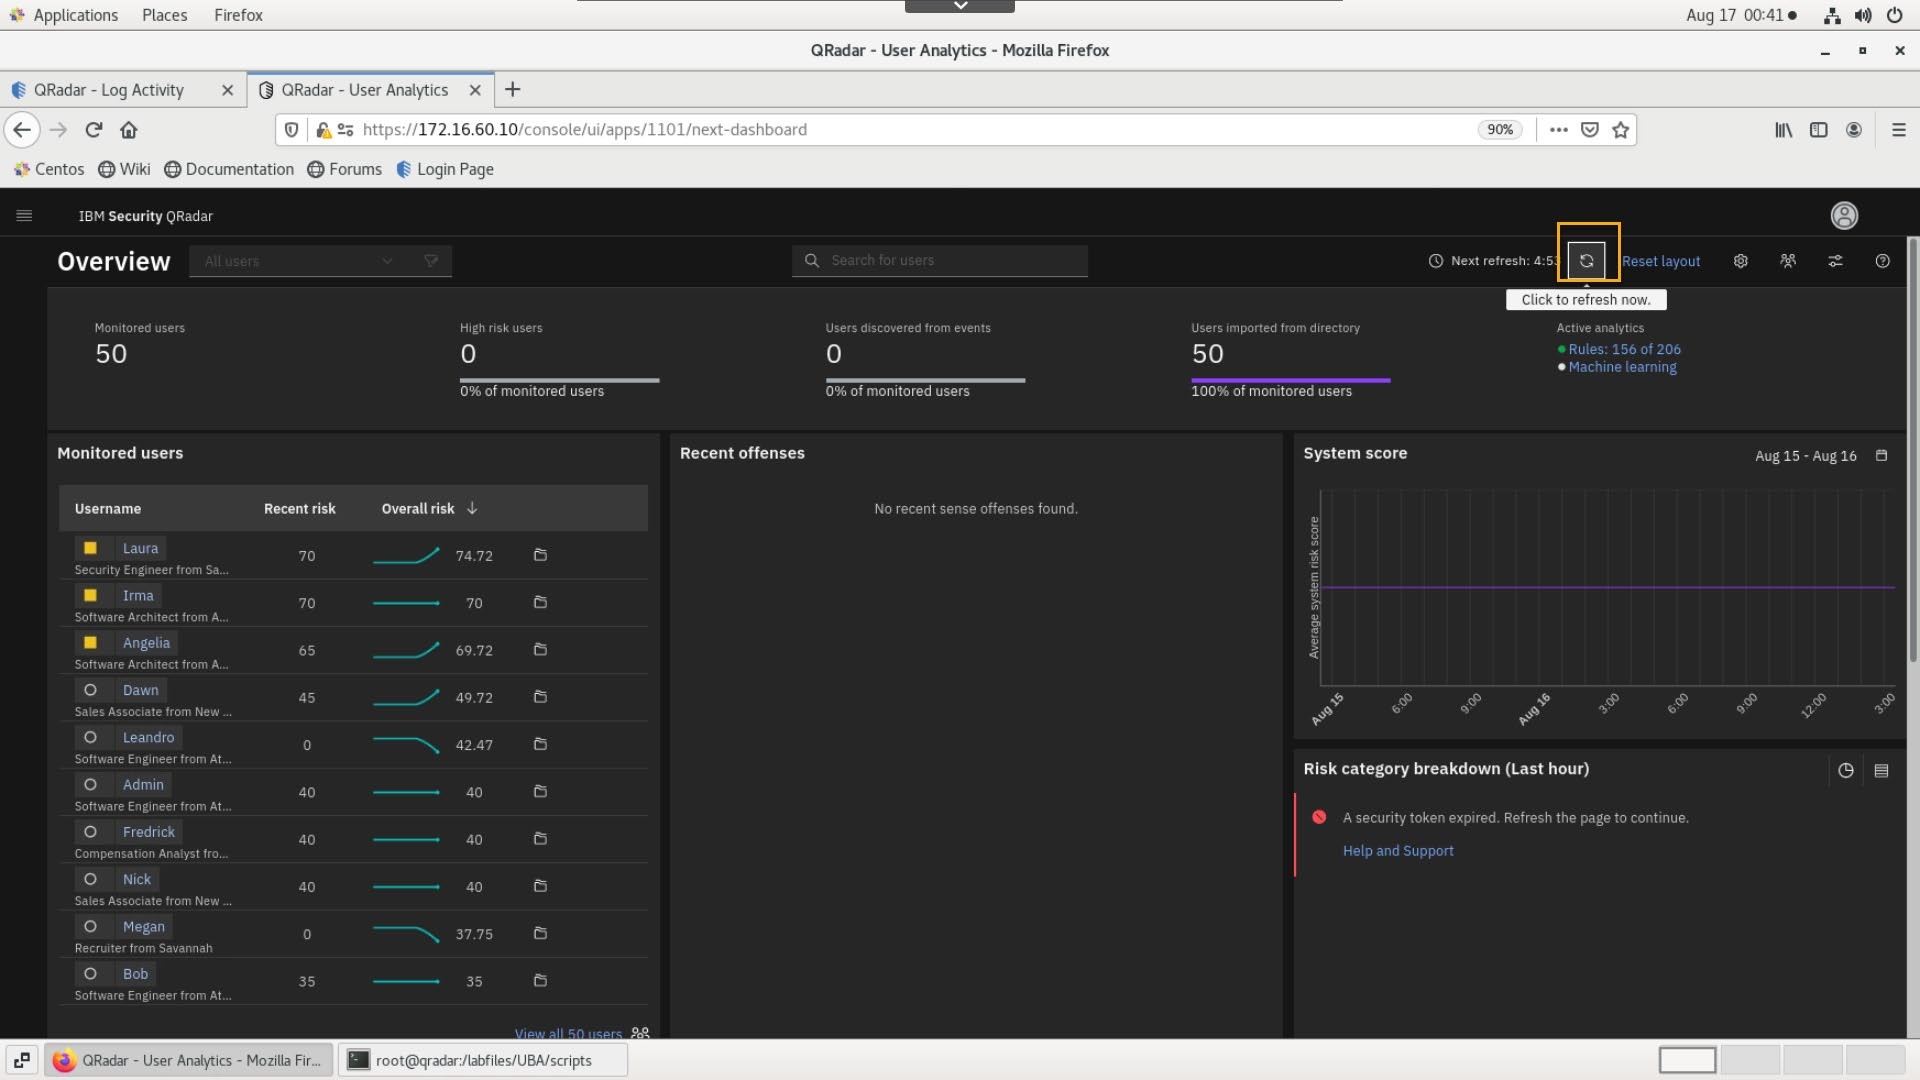 Applications Places Firefox Aug 17 00:41
QRadar - User Analytics - Mozilla Firefox
QRadar - Log Activity QRadar - User Analytics
https://172.16.60.10/console/ui/apps/1101/next-dashboard 90%
Centos Wiki Documentation Forums Login Page
IBM Security QRadar
Overview All users Search for users Next refresh: 4:53 Reset layout
Click to refresh now.
Monitored users High risk users Users discovered from events Users imported from directory Active analytics
50 0 0 50 Rules: 156 of 206
Machine learning
0% of monitored users 0% of monitored users 100% of monitored users
Monitored users
Username Recent risk Overall risk
Laura 70 74.72
Security Engineer from Sa...
Irma 70 70
Software Architect from A...
Angelia 65 69.72
Software Architect from A...
Dawn 45 49.72
Sales Associate from New ...
Leandro 0 42.47
Software Engineer from At...
Admin 40 40
Software Engineer from At...
Fredrick 40 40
Compensation Analyst fro...
Nick 40 40
Sales Associate from New ...
Megan 0 37.75
Recruiter from Savannah
Bob 35 35
Software Engineer from At...
View all 50 users
Recent offenses
No recent sense offenses found.
System score
Aug 15 - Aug 16
Average system risk score
Aug 15 6:00 9:00 Aug 16 3:00 6:00 9:00 12:00 3:00
Risk category breakdown (Last hour)
A security token expired. Refresh the page to continue.
Help and Support
QRadar - User Analytics - Mozilla Fir... root@qradar:/labfiles/UBA/scripts